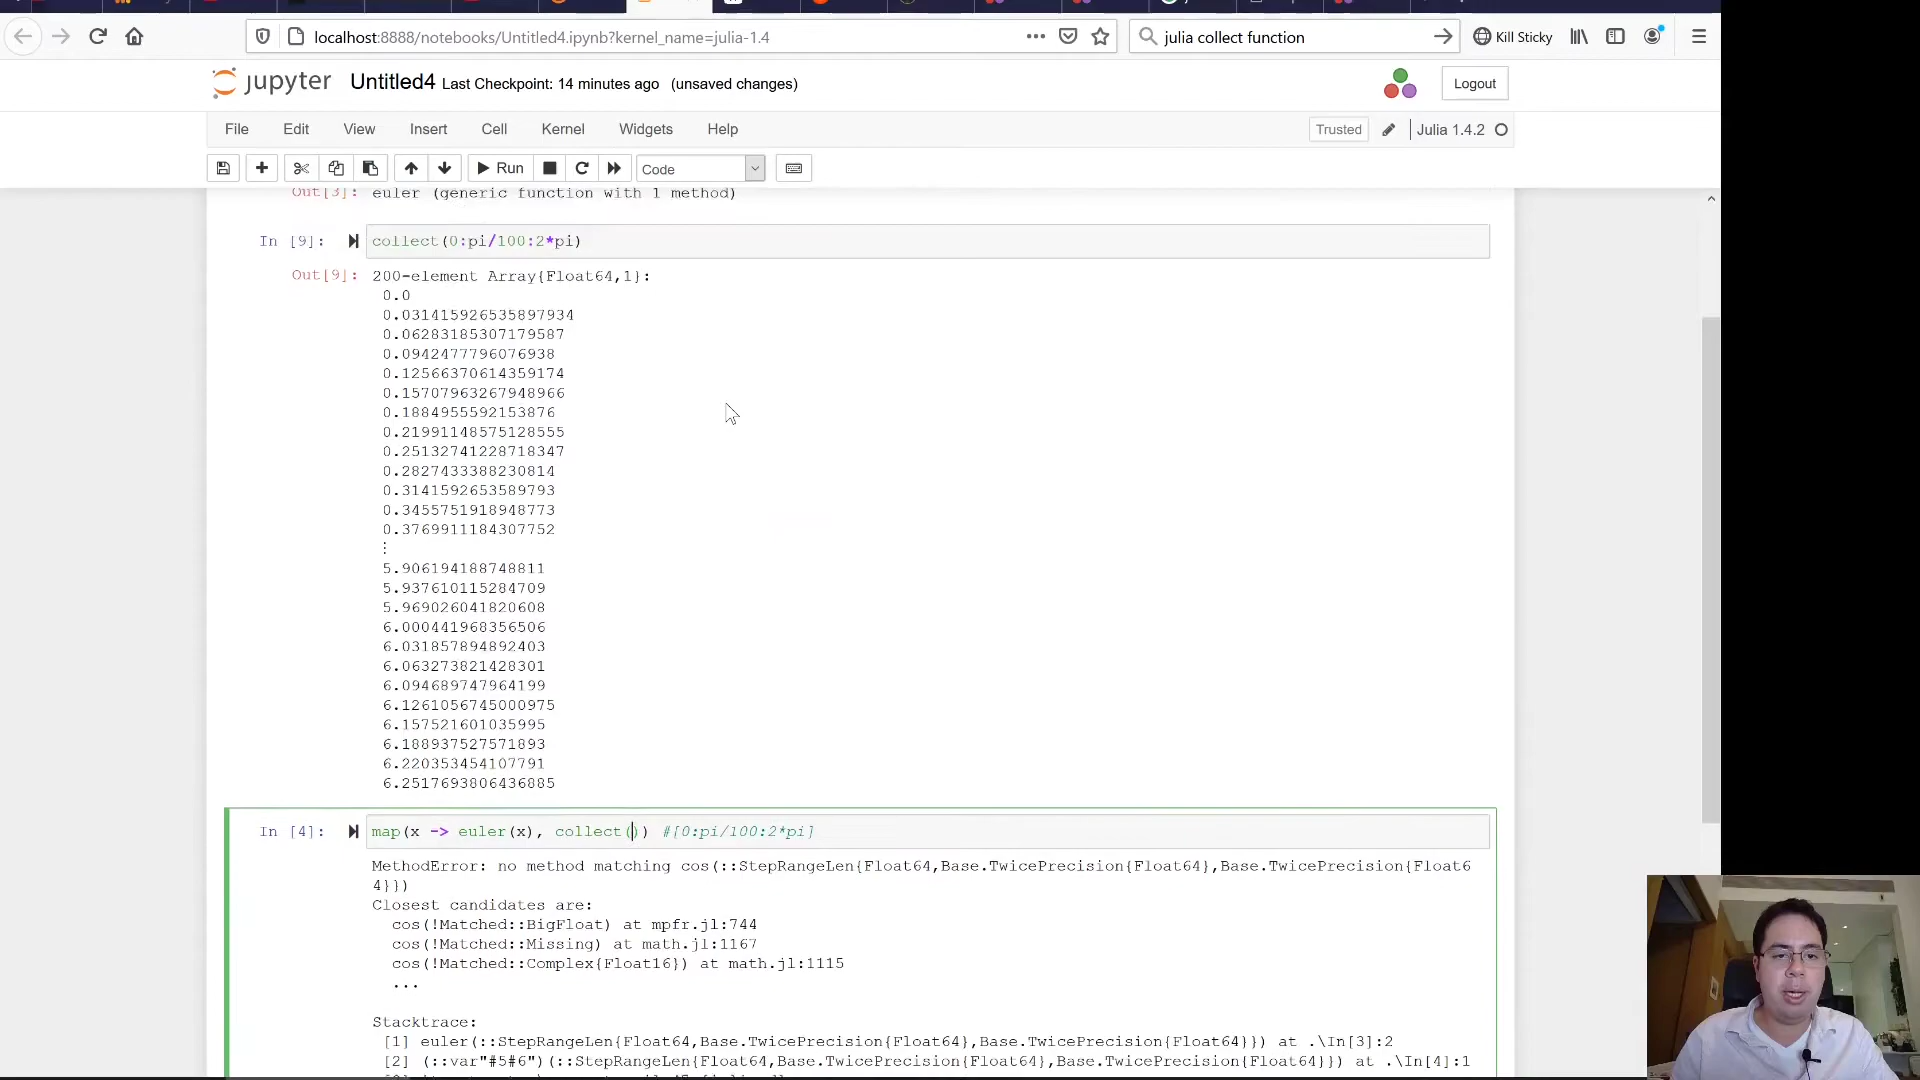 localhost:8888/notebooks/Untitled4.ipynb?kernel_name=julia-1.4
julia collect function
Kill Sticky
jupyter Untitled4 Last Checkpoint: 14 minutes ago (unsaved changes)
Logout
File Edit View Insert Cell Kernel Widgets Help
Trusted
Julia 1.4.2
Run
Code
Out[3]: euler (generic function with 1 method)
In [9]: collect(0:pi/100:2*pi)
Out[9]: 200-element Array{Float64,1}:
0.0
0.031415926535897934
0.06283185307179587
0.0942477796076938
0.12566370614359174
0.15707963267948966
0.1884955592153876
0.21991148575128555
0.25132741228718347
0.2827433388230814
0.3141592653589793
0.3455751918948773
0.3769911184307752
⋮
5.906194188748811
5.937610115284709
5.969026041820608
6.000441968356506
6.031857894892403
6.063273821428301
6.094689747964199
6.1261056745000975
6.157521601035995
6.188937527571893
6.220353454107791
6.2517693806436885
In [4]: map(x -> euler(x), collect()) #[0:pi/100:2*pi]
MethodError: no method matching cos(::StepRangeLen{Float64,Base.TwicePrecision{Float64},Base.TwicePrecision{Float6
4}})
Closest candidates are:
cos(!Matched::BigFloat) at mpfr.jl:744
cos(!Matched::Missing) at math.jl:1167
cos(!Matched::Complex{Float16}) at math.jl:1115
...
Stacktrace:
[1] euler(::StepRangeLen{Float64,Base.TwicePrecision{Float64},Base.TwicePrecision{Float64}}) at .\In[3]:2
[2] (::var"#5#6")(::StepRangeLen{Float64,Base.TwicePrecision{Float64},Base.TwicePrecision{Float64}}) at .\In[4]:1